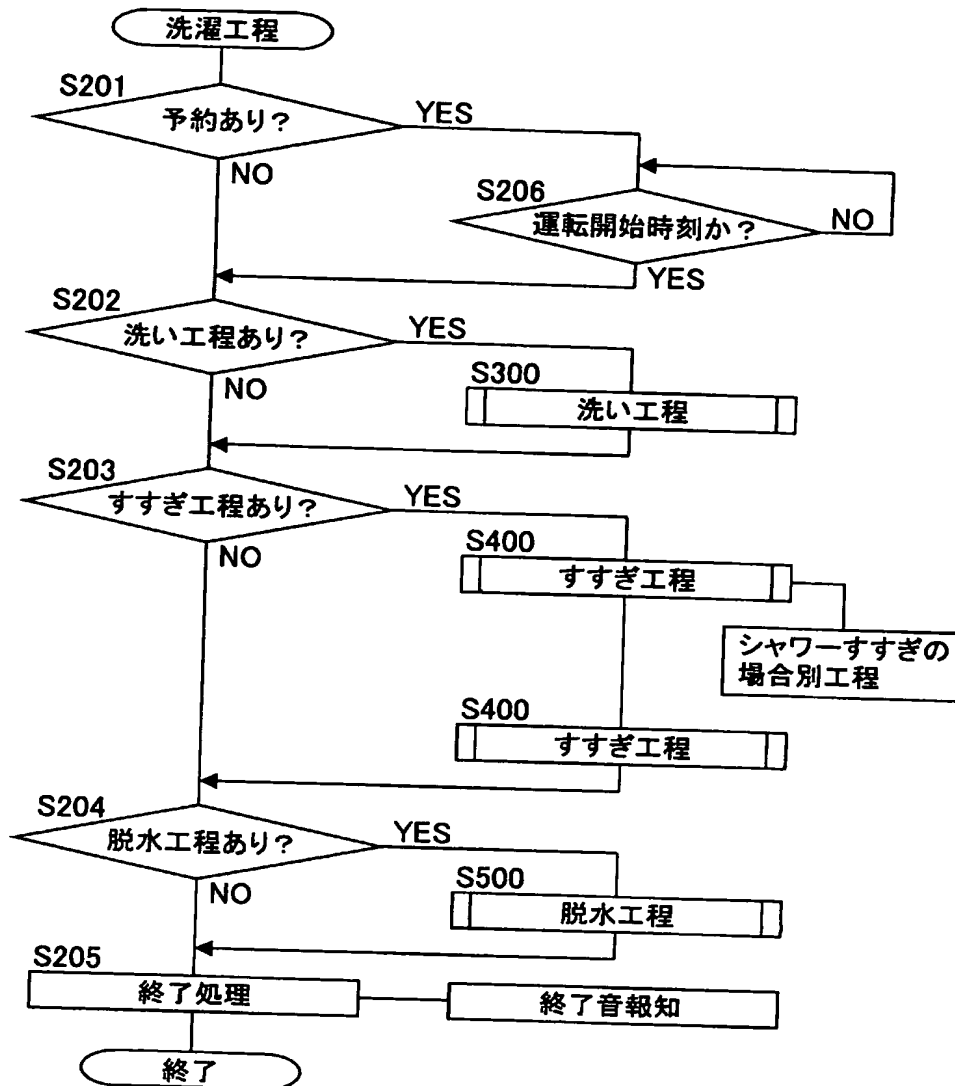 洗濯工程
S201
予約あり?
YES
NO
S206
運転開始時刻か?
NO
YES
S202
洗い工程あり?
YES
NO
S300
洗い工程
S203
すすぎ工程あり?
YES
NO
S400
すすぎ工程
シャワーすすぎの
場合別工程
S400
すすぎ工程
S204
脱水工程あり?
YES
NO
S500
脱水工程
S205
終了処理
終了音報知
終了